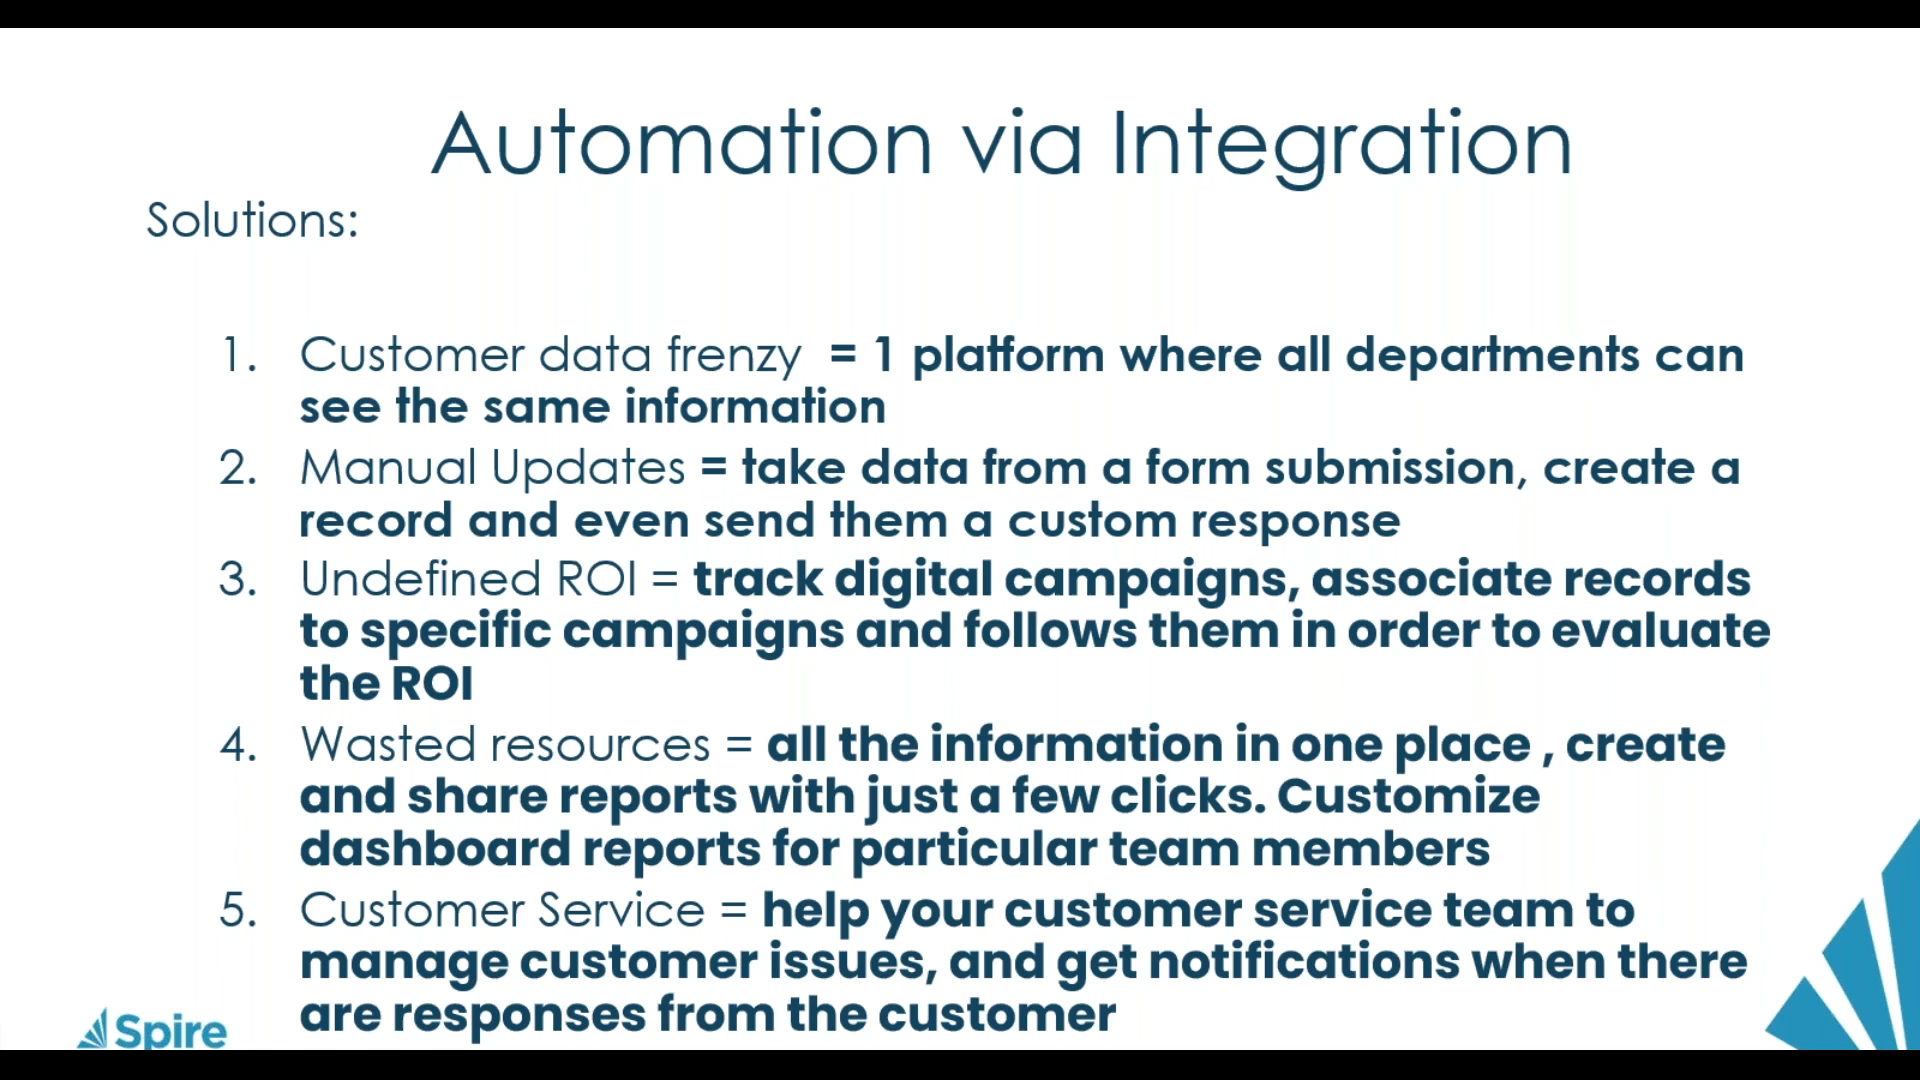 Automation via Integration
Solutions:
1. Customer data frenzy = 1 platform where all departments can
see the same information
2. Manual Updates = take data from a form submission, create a
record and even send them a custom response
3. Undefined ROI = track digital campaigns, associate records
to specific campaigns and follows them in order to evaluate
the ROI
4. Wasted resources = all the information in one place , create
and share reports with just a few clicks. Customize
dashboard reports for particular team members
5. Customer Service = help your customer service team to
manage customer issues, and get notifications when there
are responses from the customer
Spire